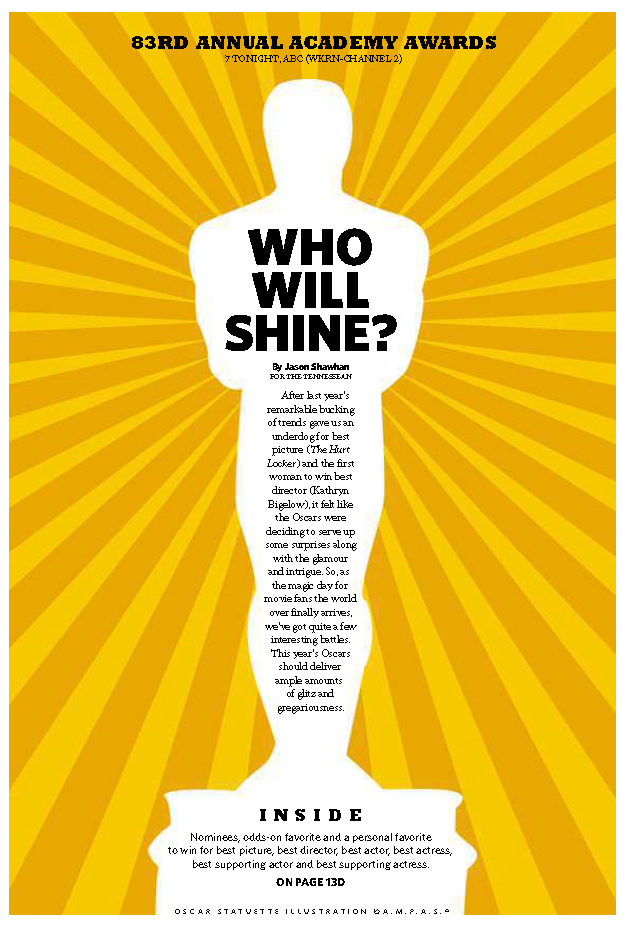 83RD ANNUAL ACADEMY AWARDS
7 TONIGHT, ABC (WKRN-CHANNEL 2)
WHO
WILL
SHINE?
By Jason Shawhan
FOR THE TENNESSEAN
After last year's
remarkable bucking
of trends gave us an
underdog for best
picture (The Hurt
Locker) and the first
woman to win best
director (Kathryn
Bigelow), it felt like
the Oscars were
deciding to serve up
some surprises along
with the glamour
and intrigue. So, as
the magic day for
movie fans the world
over finally arrives,
we've got quite a few
interesting battles.
This year's Oscars
should deliver
ample amounts
of glitz and
gregariousness.
INSIDE
Nominees, odds-on favorite and a personal favorite
to win for best picture, best director, best actor, best actress,
best supporting actor and best supporting actress.
ON PAGE 13D
OSCAR STATUETTE ILLUSTRATION ©A.M.P.A.S.®